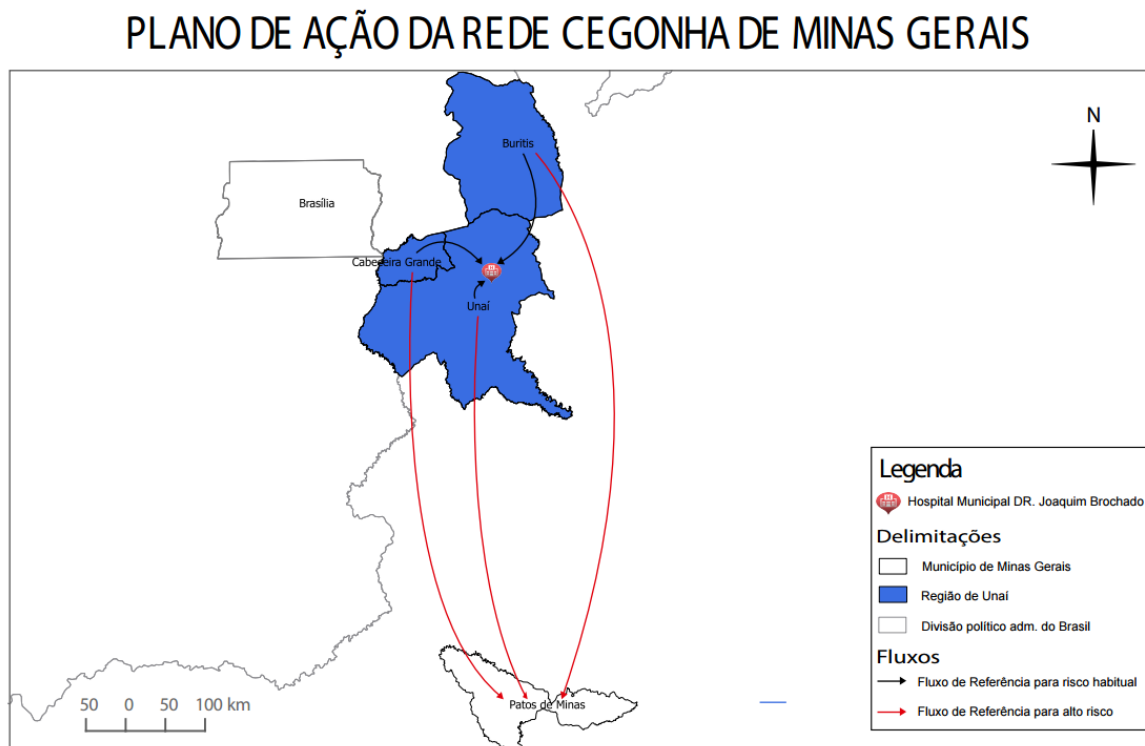 PLANO DE AÇÃO DA REDE CEGONHA DE MINAS GERAIS
N
Buritis
Brasília
Cabeceira Grande
Unaí
Patos de Minas
50 0 50 100 km
Legenda
Hospital Municipal DR. Joaquim Brochado
Delimitações
Município de Minas Gerais
Região de Unaí
Divisão político adm. do Brasil
Fluxos
Fluxo de Referência para risco habitual
Fluxo de Referência para alto risco